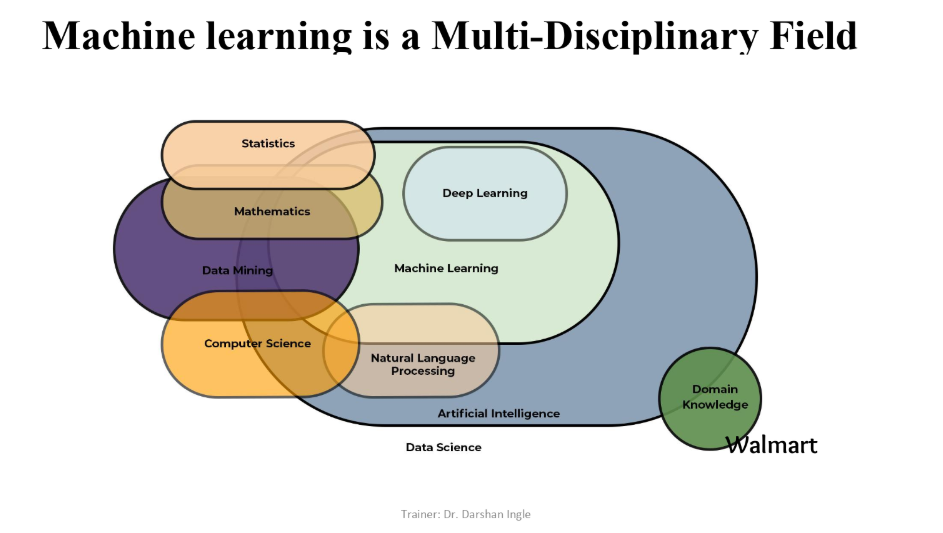 Machine learning is a Multi-Disciplinary Field
Statistics
Deep Learning
Mathematics
Machine Learning
Data Mining
Computer Science
Natural Language
Processing
Domain
Knowledge
Artificial Intelligence
Walmart
Data Science
Trainer: Dr. Darshan Ingle